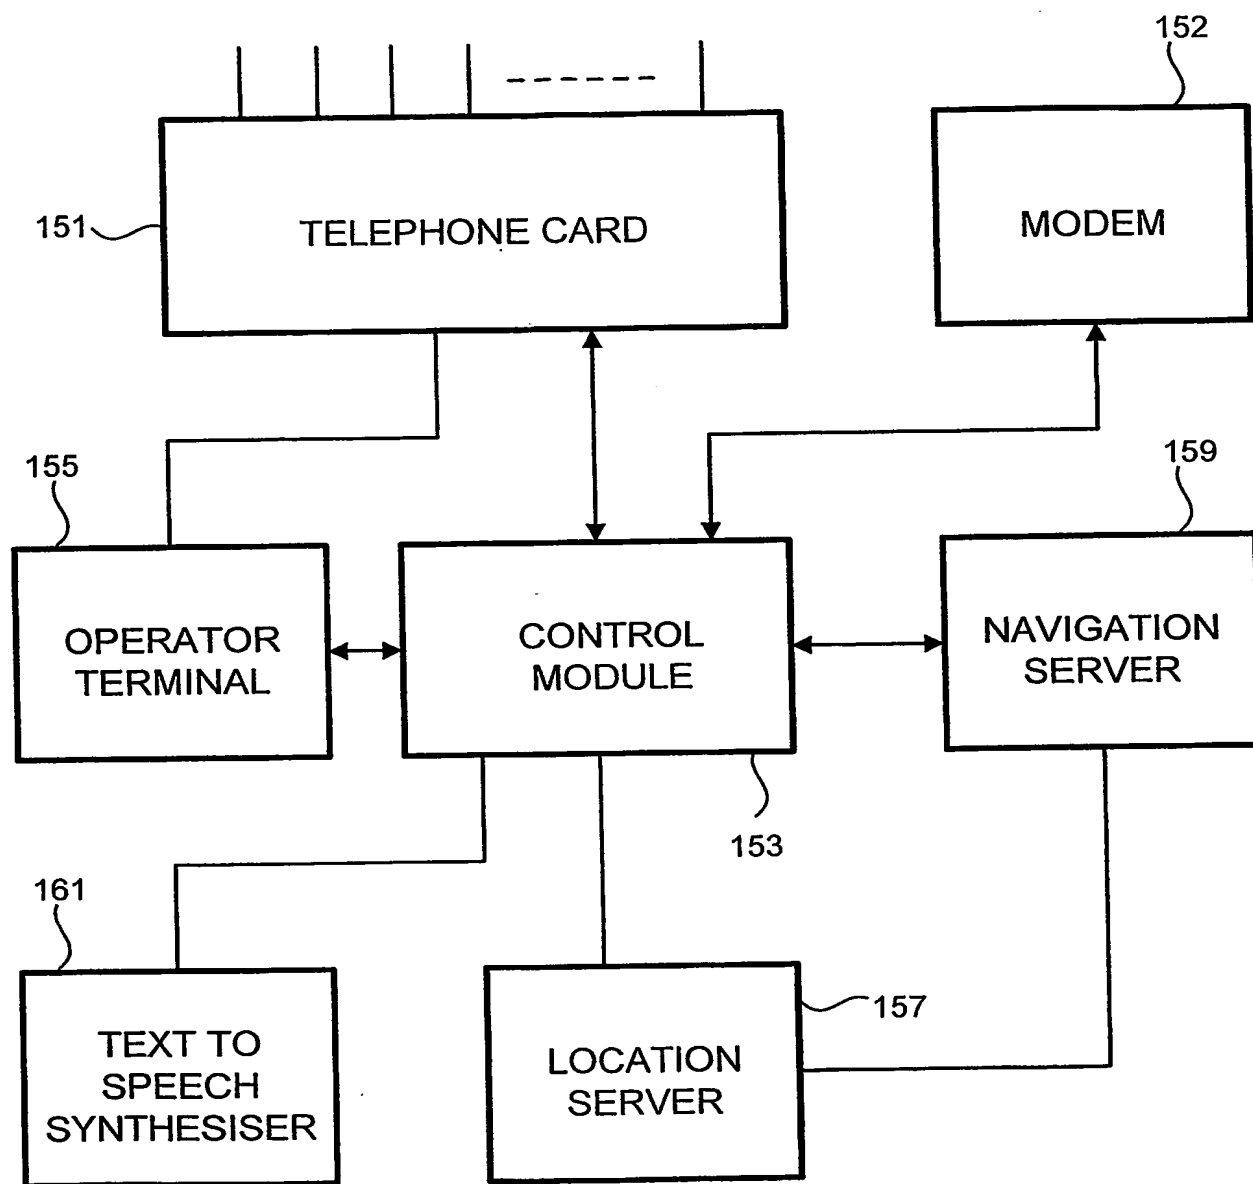 152
151
TELEPHONE CARD
MODEM
155
159
OPERATOR
TERMINAL
CONTROL
MODULE
NAVIGATION
SERVER
153
161
157
TEXT TO
SPEECH
SYNTHESISER
LOCATION
SERVER